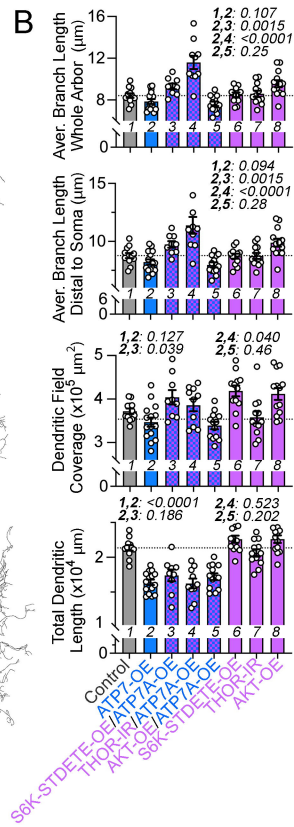 B
Aver. Branch Length
Whole Arbor (μm)
16
12
8
0
1,2: 0.107
2,3: 0.0015
2,4: <0.0001
2,5: 0.25
1 2 3 4 5 6 7 8
Aver. Branch Length
Distal to Soma (μm)
15
10
6
0
1,2: 0.094
2,3: 0.0015
2,4: <0.0001
2,5: 0.28
1 2 3 4 5 6 7 8
Dendritic Field
Coverage (x10⁵ μm²)
5
4
3
0
1,2: 0.127
2,3: 0.039
2,4: 0.040
2,5: 0.46
1 2 3 4 5 6 7 8
Total Dendritic
Length (x10⁴ μm)
2
1
0
1,2: <0.0001
2,3: 0.186
2,4: 0.523
2,5: 0.202
1 2 3 4 5 6 7 8
Control
ATP7-OE
S6K-STDETE-OE/ATP7A-OE
THOR-IR/ATP7A-OE
AKT-OE/ATP7A-OE
S6K-STDETE-OE
THOR-IR
AKT-OE